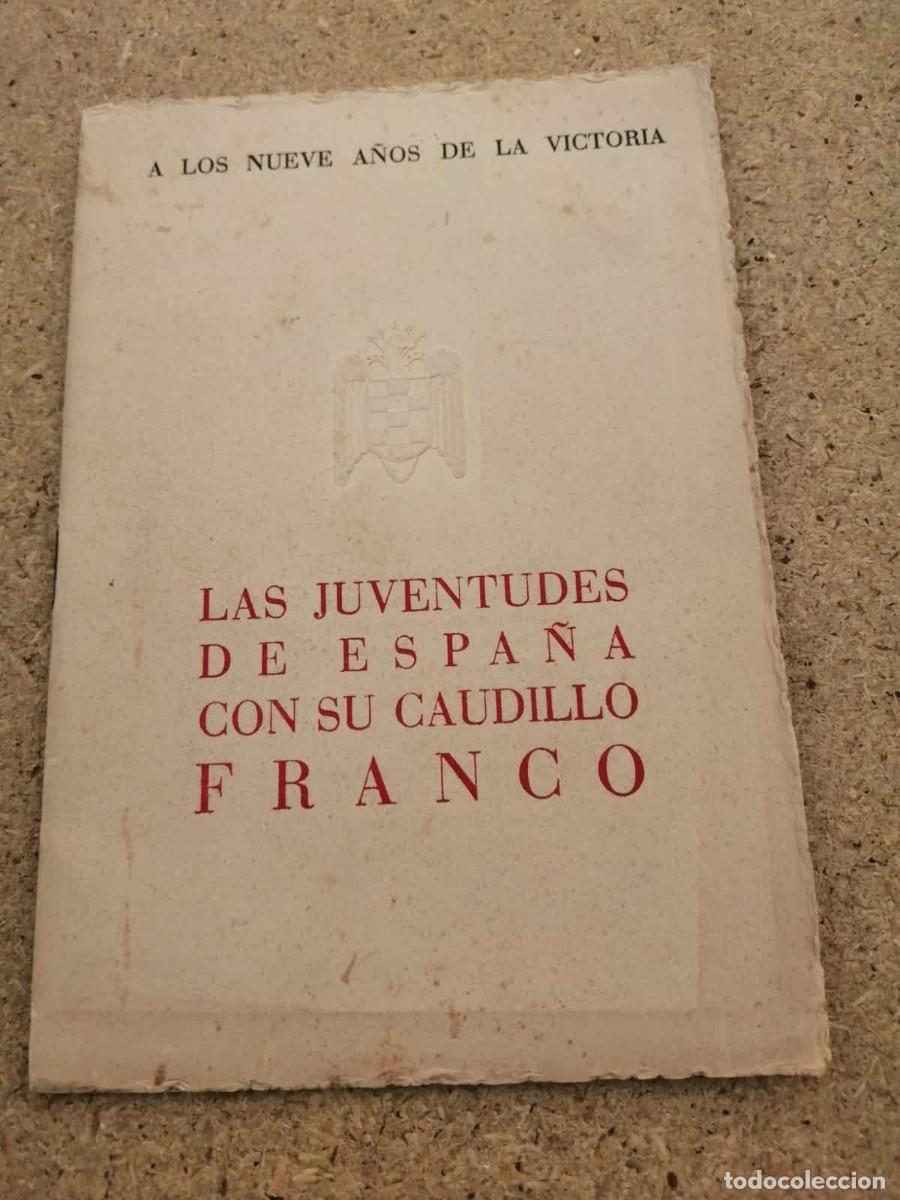 A LOS NUEVE AÑOS DE LA VICTORIA
LAS JUVENTUDES
DE ESPAÑA
CON SU CAUDILLO
FRANCO
todocoleccion